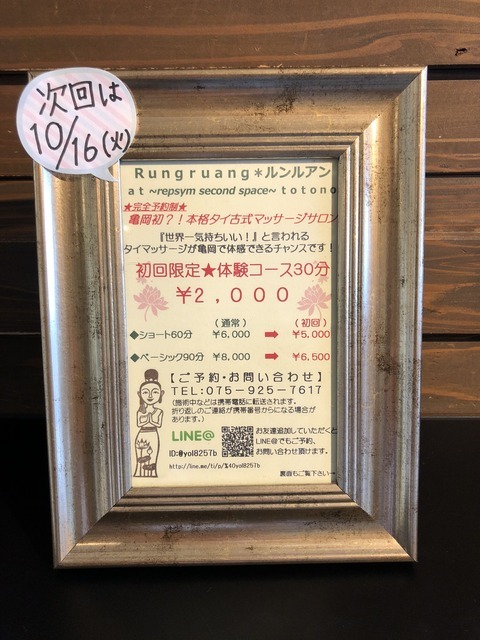 次回は
10/16(火)
Rungruang＊ルンルアン
at ~repsym second space~ totono
★完全予約制★
亀岡初？！本格タイ古式マッサージサロン
『世界一気持ちいい！』と言われる
タイマッサージが亀岡で体感できるチャンスです！
初回限定★体験コース30分
￥2,000
(通常) (初回)
◆ショート60分 ￥6,000 ➡ ￥5,000
◆ベーシック90分 ￥8,000 ➡ ￥6,500
【ご予約・お問い合わせ】
TEL:075-925-7617
(施術中などは携帯電話に転送されます。
折り返しのご連絡が携帯番号からになる場合が
あります。)
LINE@
ID:@yol8257b
お友達追加していただくと
LINE@でもご予約、
お問い合わせ頂けます。
http://line.me/ti/p/%40yol8257b
裏面もご覧下さい→